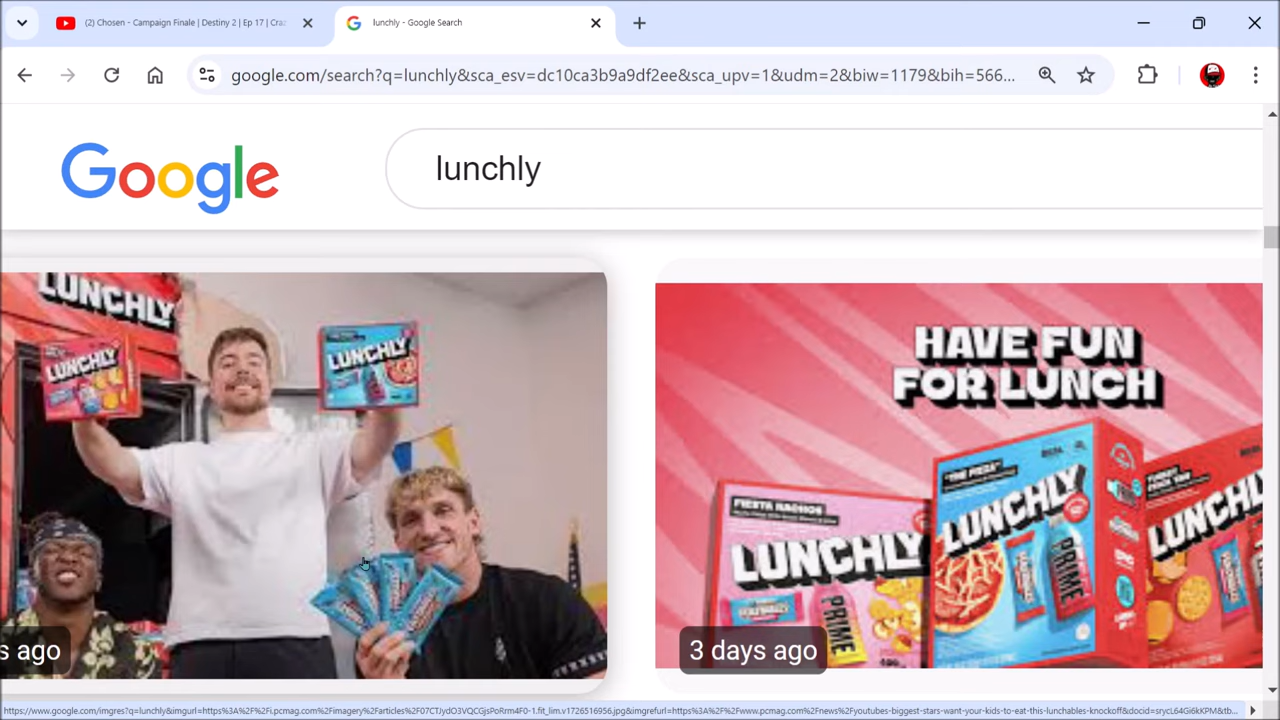 (2) Chosen - Campaign Finale | Destiny 2 | Ep 17 | Cra
lunchly - Google Search
google.com/search?q=lunchly&sca_esv=dc10ca3b9a9df2ee&sca_upv=1&udm=2&biw=1179&bih=566...
Google
lunchly
LUNCHLY
LUNCHLY
LUNCHLY
s ago
HAVE FUN
FOR LUNCH
FIESTA NACHOS
LUNCHLY
PRIME
"THE PIZZA"
LUNCHLY
PRIME
LUNCHLY
3 days ago